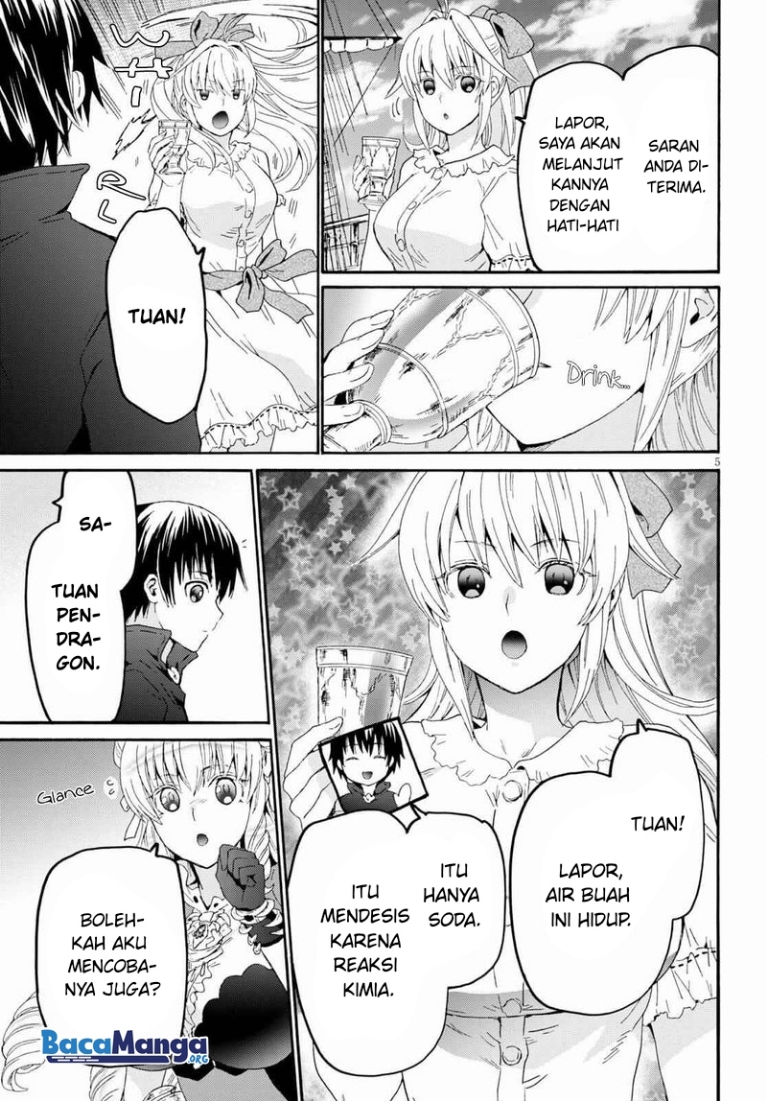 SARAN
ANDA DI-
TERIMA.
LAPOR,
SAYA AKAN
MELANJUT
KANNYA
DENGAN
HATI-HATI
Drink...
TUAN!
5
TUAN!
LAPOR,
AIR BUAH
INI HIDUP.
ITU
HANYA
SODA.
ITU
MENDESIS
KARENA
REAKSI
KIMIA.
SA-
TUAN
PEN-
DRAGON.
Glance
BOLEH-
KAH AKU
MENCOBA-
NYA JUGA?
BacaManga
.ORG